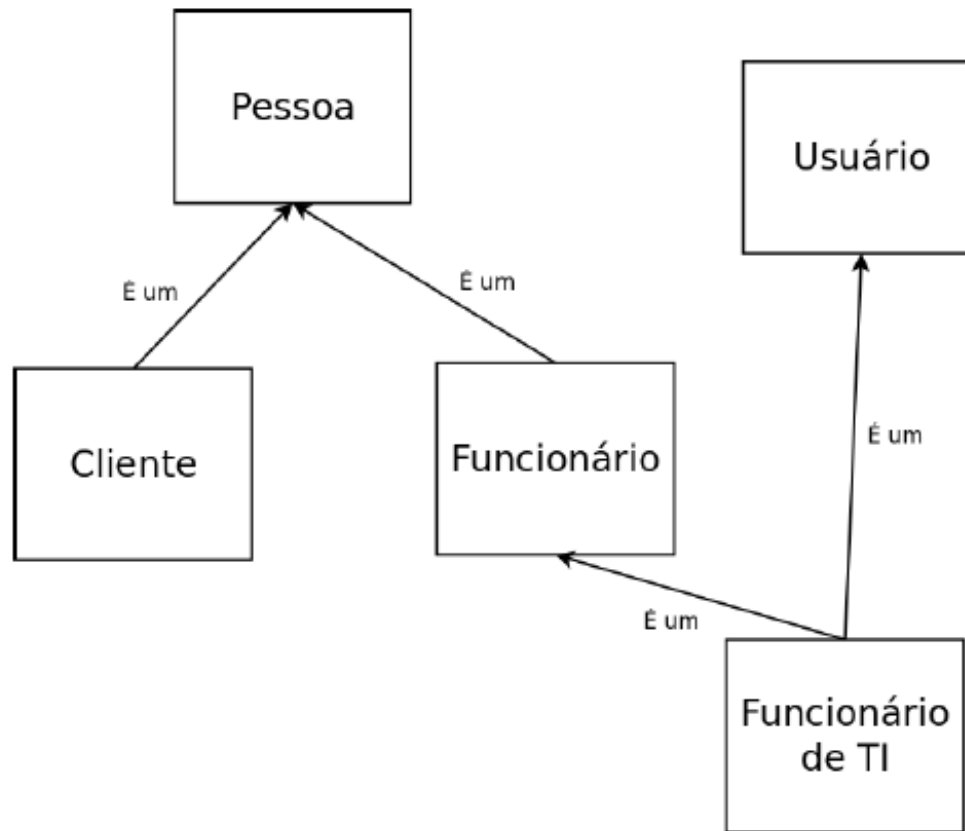 Pessoa
Usuário
É um
É um
Cliente
Funcionário
É um
É um
Funcionário
de TI